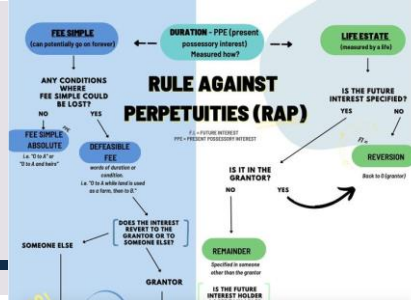 FEE SIMPLE
(can potentially go on forever)
DURATION - PPE (present
possessory interest)
Measured how?
LIFE ESTATE
(measured by a life)
ANY CONDITIONS
WHERE
FEE SIMPLE COULD
BE LOST?
NO
YES
RULE AGAINST
PERPETUITIES (RAP)
F.I. = FUTURE INTEREST
PPE = PRESENT POSSESSORY INTEREST
IS THE FUTURE
INTEREST SPECIFIED?
YES
NO
FEE SIMPLE
ABSOLUTE
i.e. "O to A" or
"O to A and heirs"
DEFEASIBLE
FEE
words of duration or
condition.
i.e. "O to A while land is used
as a farm, then to B."
REVERSION
Back to O (grantor)
IS IT IN THE
GRANTOR?
NO
YES
DOES THE INTEREST
REVERT TO THE
GRANTOR OR TO
SOMEONE ELSE?
SOMEONE ELSE
GRANTOR
REMAINDER
Specified in someone
other than the grantor
IS THE FUTURE
INTEREST HOLDER